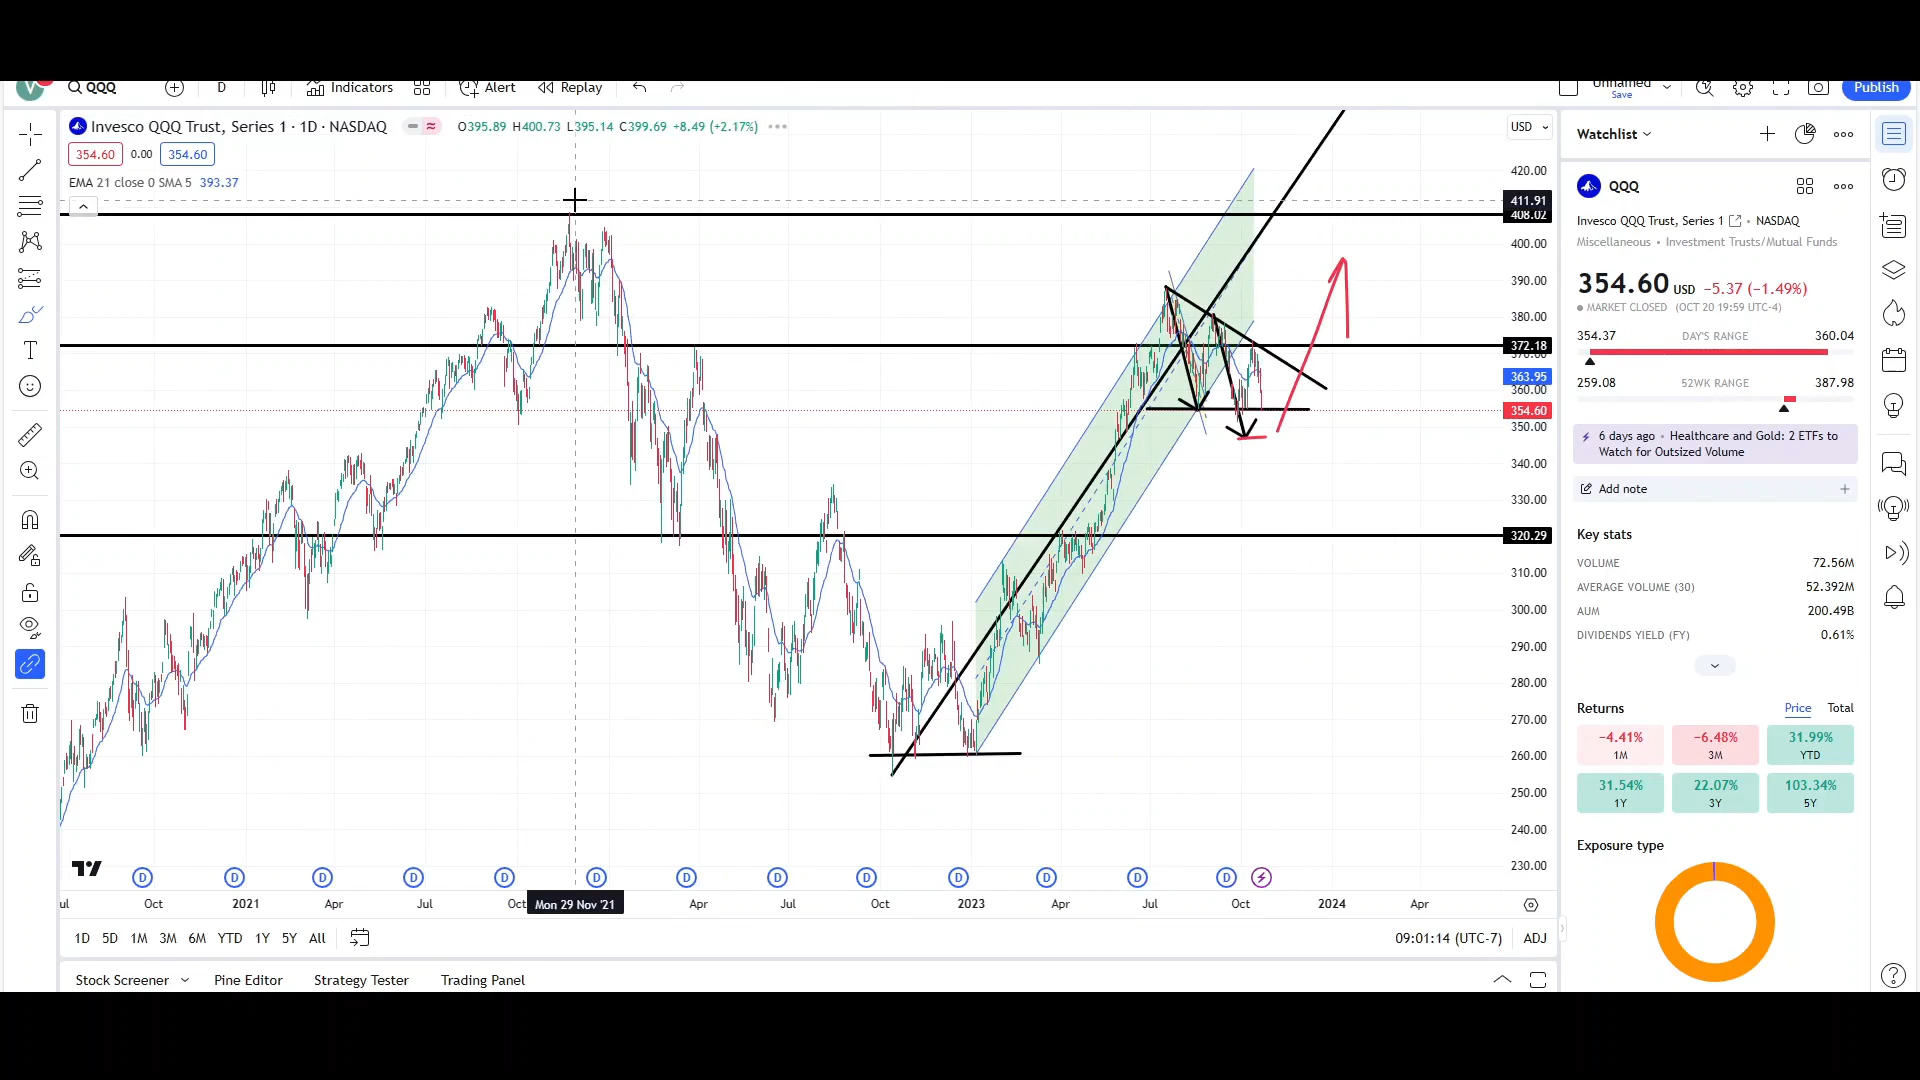 V QQQ D Indicators Alert Replay Unnamed Save Publish
Invesco QQQ Trust, Series 1 · 1D · NASDAQ O395.89 H400.73 L395.14 C399.69 +8.49 (+2.17%)
354.60 0.00 354.60
EMA 21 close 0 SMA 5 393.37
USD
420.00
411.91
408.02
400.00
390.00
380.00
372.18
370.00
363.95
360.00
354.60
350.00
340.00
330.00
320.29
310.00
300.00
290.00
280.00
270.00
260.00
250.00
240.00
230.00
D D D D D D D D D D D D D
ul Oct 2021 Apr Jul Oct Mon 29 Nov '21 Apr Jul Oct 2023 Apr Jul Oct 2024 Apr
1D 5D 1M 3M 6M YTD 1Y 5Y All 09:01:14 (UTC-7) ADJ
Stock Screener Pine Editor Strategy Tester Trading Panel
Watchlist
QQQ
Invesco QQQ Trust, Series 1 • NASDAQ
Miscellaneous • Investment Trusts/Mutual Funds
354.60 USD −5.37 (−1.49%)
MARKET CLOSED (OCT 20 19:59 UTC-4)
354.37 DAY'S RANGE 360.04
259.08 52WK RANGE 387.98
6 days ago • Healthcare and Gold: 2 ETFs to
Watch for Outsized Volume
Add note
Key stats
VOLUME 72.56M
AVERAGE VOLUME (30) 52.392M
AUM 200.49B
DIVIDENDS YIELD (FY) 0.61%
Returns Price Total
−4.41% −6.48% 31.99%
1M 3M YTD
31.54% 22.07% 103.34%
1Y 3Y 5Y
Exposure type